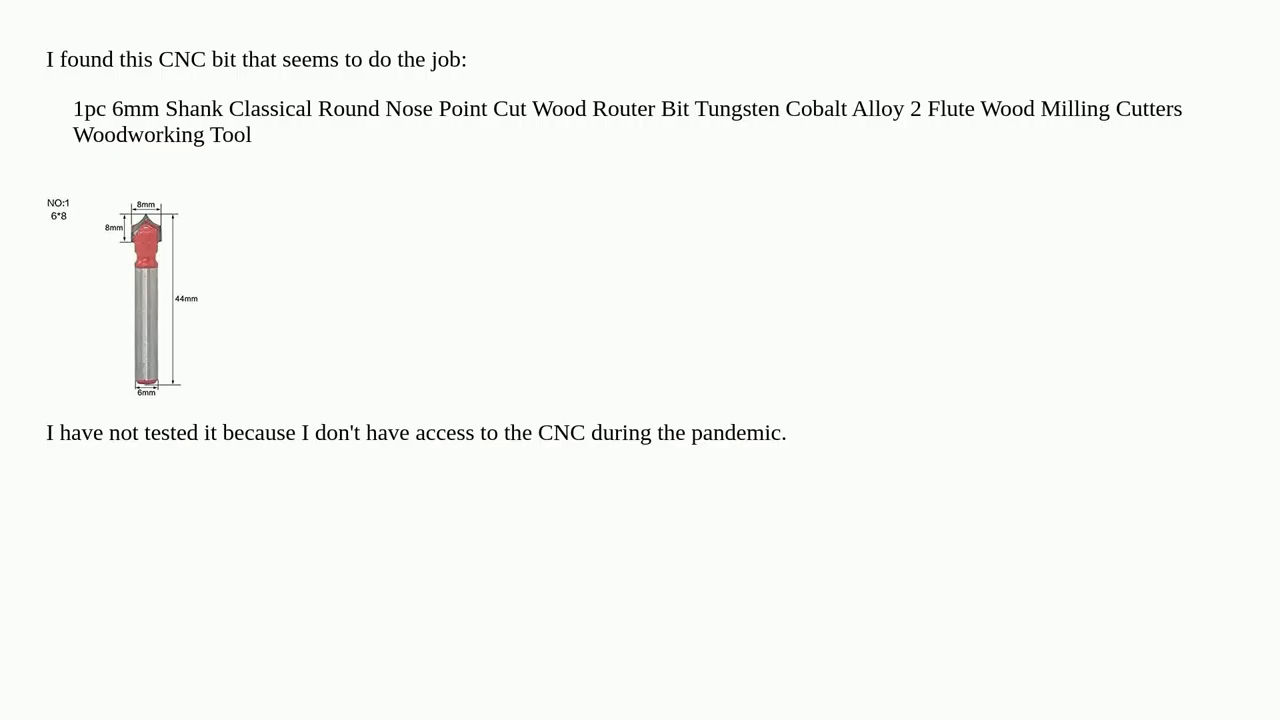 I found this CNC bit that seems to do the job:
1pc 6mm Shank Classical Round Nose Point Cut Wood Router Bit Tungsten Cobalt Alloy 2 Flute Wood Milling Cutters
Woodworking Tool
NO:1
6*8
8mm
8mm
44mm
6mm
I have not tested it because I don't have access to the CNC during the pandemic.